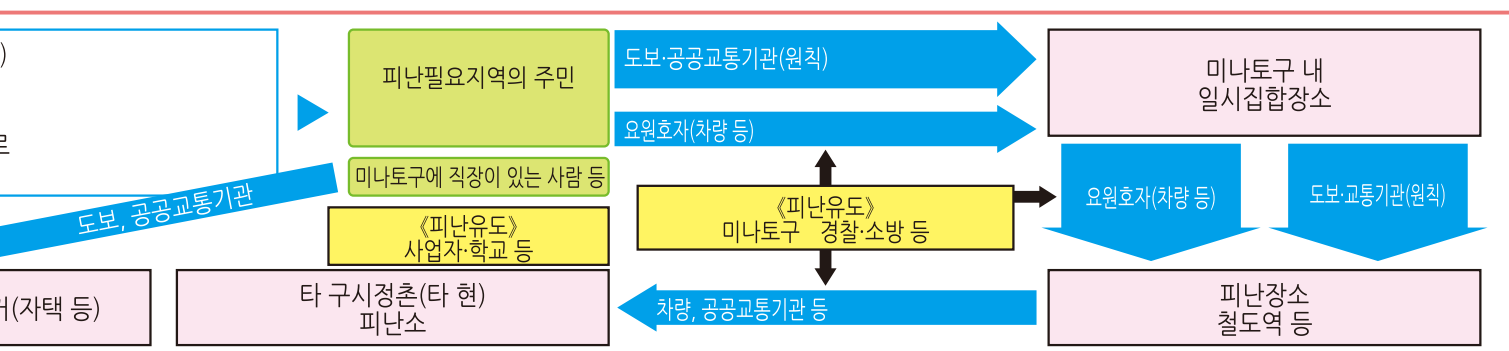 )
로
피난필요지역의 주민
도보·공공교통기관(원칙)
미나토구 내
일시집합장소
요원호자(차량 등)
미나토구에 직장이 있는 사람 등
도보, 공공교통기관
《피난유도》
사업자·학교 등
《피난유도》
미나토구 경찰·소방 등
요원호자(차량 등)
도보·교통기관(원칙)
(자택 등)
타 구시정촌(타 현)
피난소
차량, 공공교통기관 등
피난장소
철도역 등